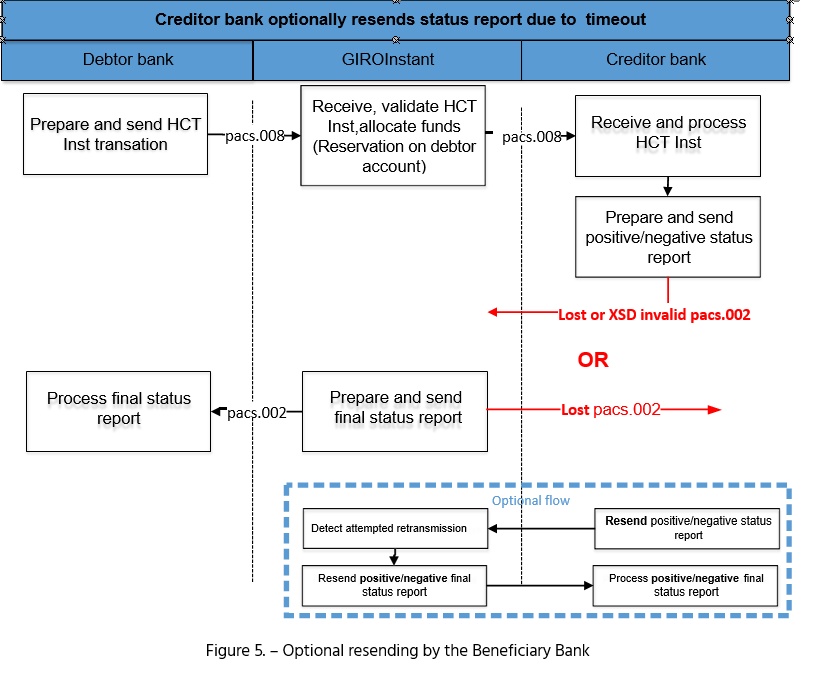 Creditor bank optionally resends status report due to timeout
Debtor bank
GIROInstant
Creditor bank
Prepare and send HCT
Inst transation
pacs.008
Receive, validate HCT
Inst,allocate funds
(Reservation on debtor
account)
pacs.008
Receive and process
HCT Inst
Prepare and send
positive/negative status
report
Lost or XSD invalid pacs.002
OR
Process final status
report
pacs.002
Prepare and send
final status report
Lost pacs.002
Optional flow
Detect attempted retransmission
Resend positive/negative status
report
Resend positive/negative final
status report
Process positive/negative final
status report
Figure 5. – Optional resending by the Beneficiary Bank